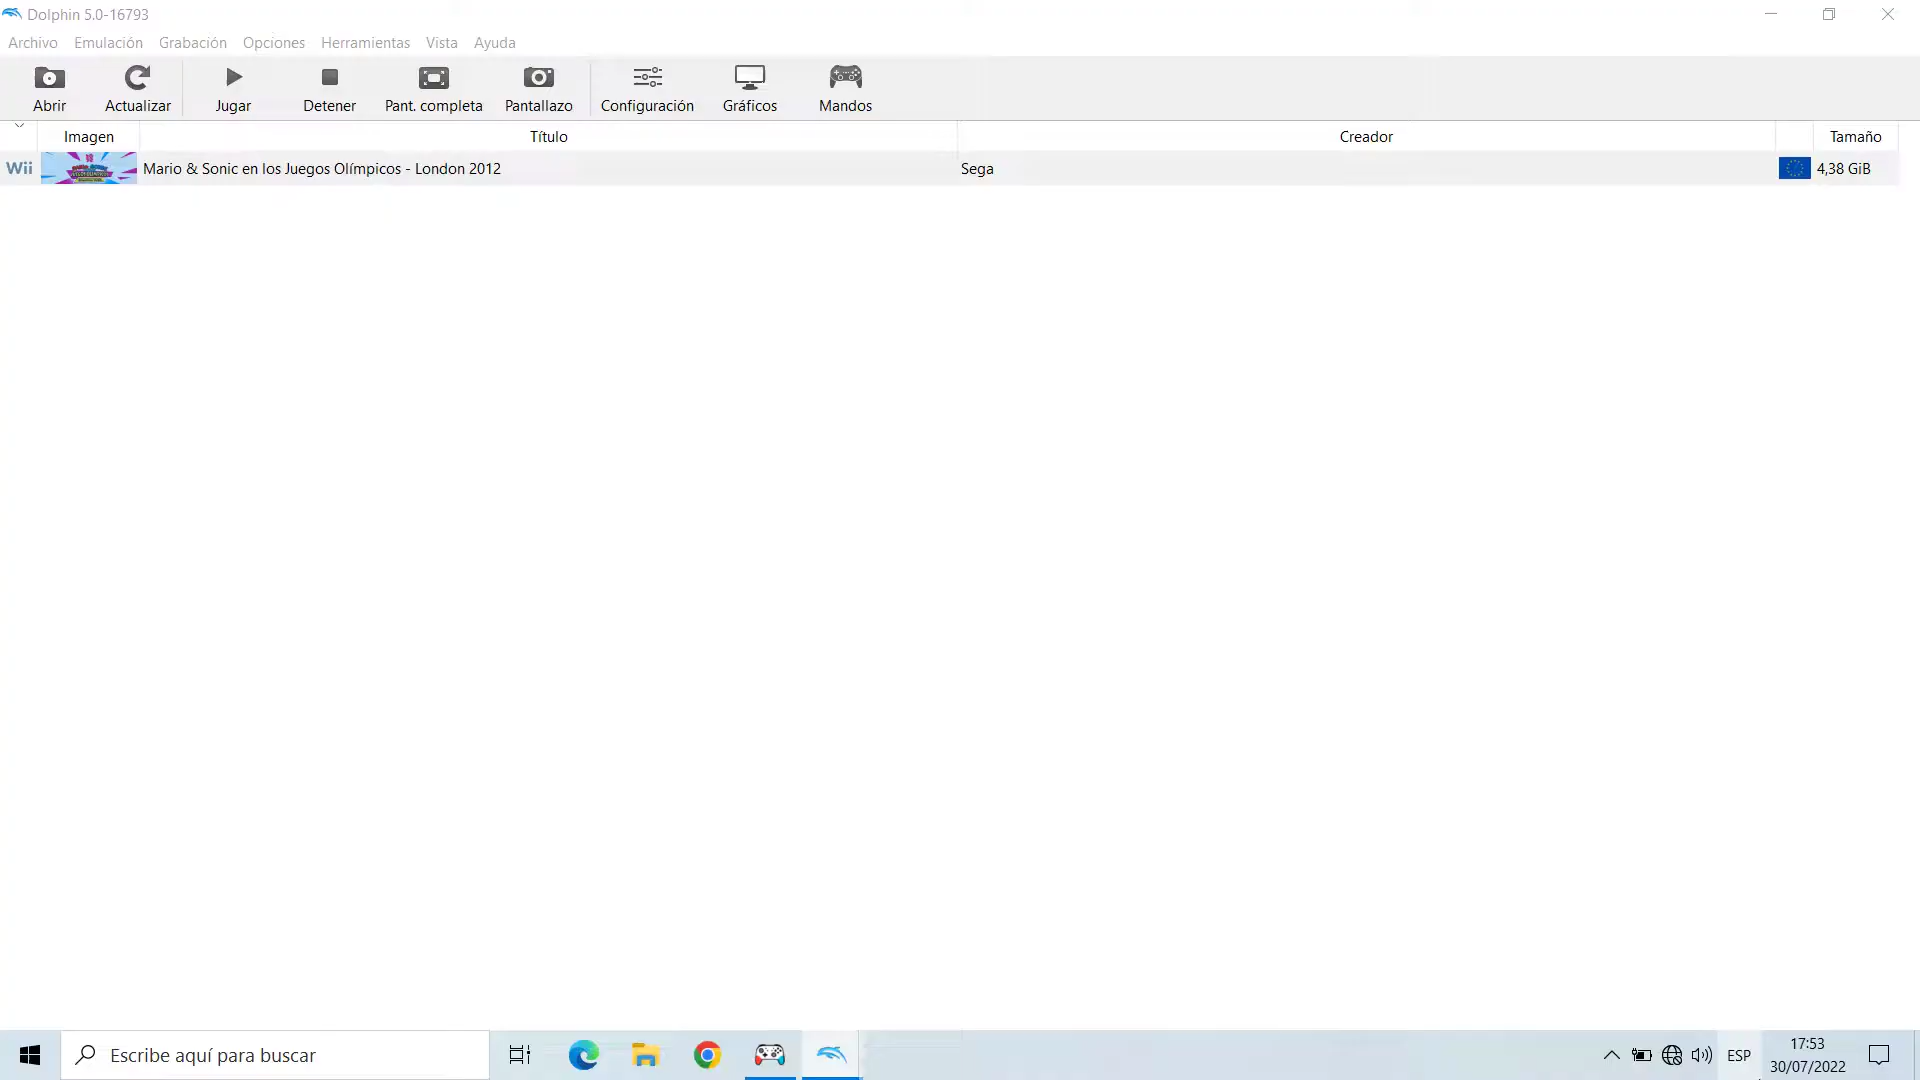 Dolphin 5.0-16793
Archivo Emulación Grabación Opciones Herramientas Vista Ayuda
Abrir Actualizar Jugar Detener Pant. completa Pantallazo Configuración Gráficos Mandos
Imagen Título Creador Tamaño
Wii Mario & Sonic en los Juegos Olímpicos - London 2012 Sega 4,38 GiB
Escribe aquí para buscar ESP 17:53
30/07/2022